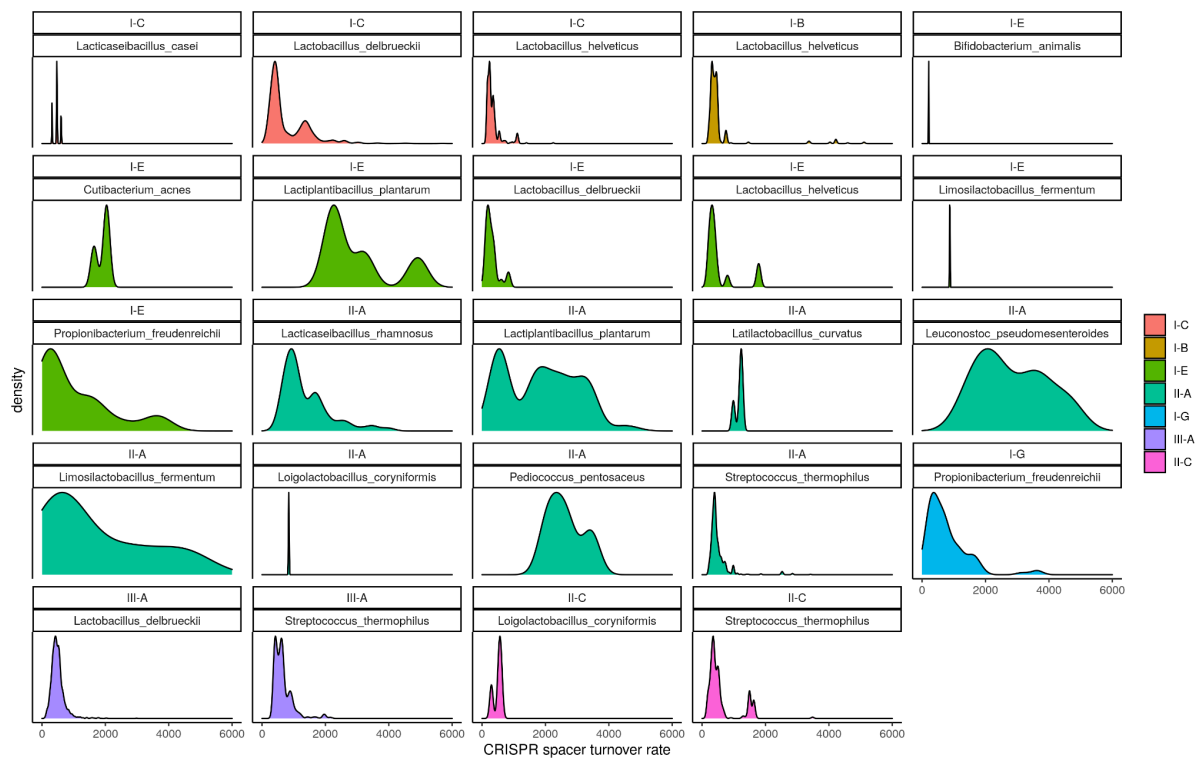 I-C
Lacticaseibacillus_casei
I-C
Lactobacillus_delbrueckii
I-C
Lactobacillus_helveticus
I-B
Lactobacillus_helveticus
I-E
Bifidobacterium_animalis
I-E
Cutibacterium_acnes
I-E
Lactiplantibacillus_plantarum
I-E
Lactobacillus_delbrueckii
I-E
Lactobacillus_helveticus
I-E
Limosilactobacillus_fermentum
I-E
Propionibacterium_freudenreichii
II-A
Lacticaseibacillus_rhamnosus
II-A
Lactiplantibacillus_plantarum
II-A
Latilactobacillus_curvatus
II-A
Leuconostoc_pseudomesenteroides
II-A
Limosilactobacillus_fermentum
II-A
Loigolactobacillus_coryniformis
II-A
Pediococcus_pentosaceus
II-A
Streptococcus_thermophilus
I-G
Propionibacterium_freudenreichii
0 2000 4000 6000
III-A
Lactobacillus_delbrueckii
III-A
Streptococcus_thermophilus
II-C
Loigolactobacillus_coryniformis
II-C
Streptococcus_thermophilus
0 2000 4000 6000
0 2000 4000 6000
0 2000 4000 6000
0 2000 4000 6000
CRISPR spacer turnover rate
density
I-C
I-B
I-E
II-A
I-G
III-A
II-C